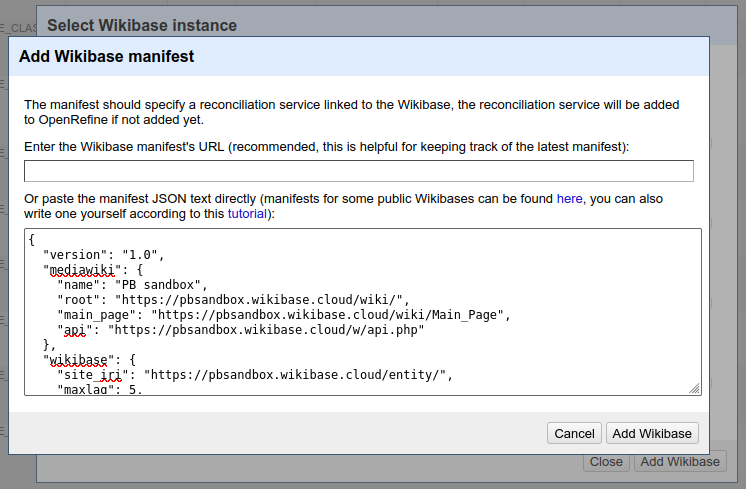 Select Wikibase instance
E_CLAS
Add Wikibase manifest
The manifest should specify a reconciliation service linked to the Wikibase, the reconciliation service will be added
to OpenRefine if not added yet.
Enter the Wikibase manifest's URL (recommended, this is helpful for keeping track of the latest manifest):
Or paste the manifest JSON text directly (manifests for some public Wikibases can be found here, you can also
write one yourself according to this tutorial):
{
"version": "1.0",
"mediawiki": {
"name": "PB sandbox",
"root": "https://pbsandbox.wikibase.cloud/wiki/",
"main_page": "https://pbsandbox.wikibase.cloud/wiki/Main_Page",
"api": "https://pbsandbox.wikibase.cloud/w/api.php"
},
"wikibase": {
"site_iri": "https://pbsandbox.wikibase.cloud/entity/",
"maxlag": 5,
Cancel Add Wikibase
Close Add Wikibase